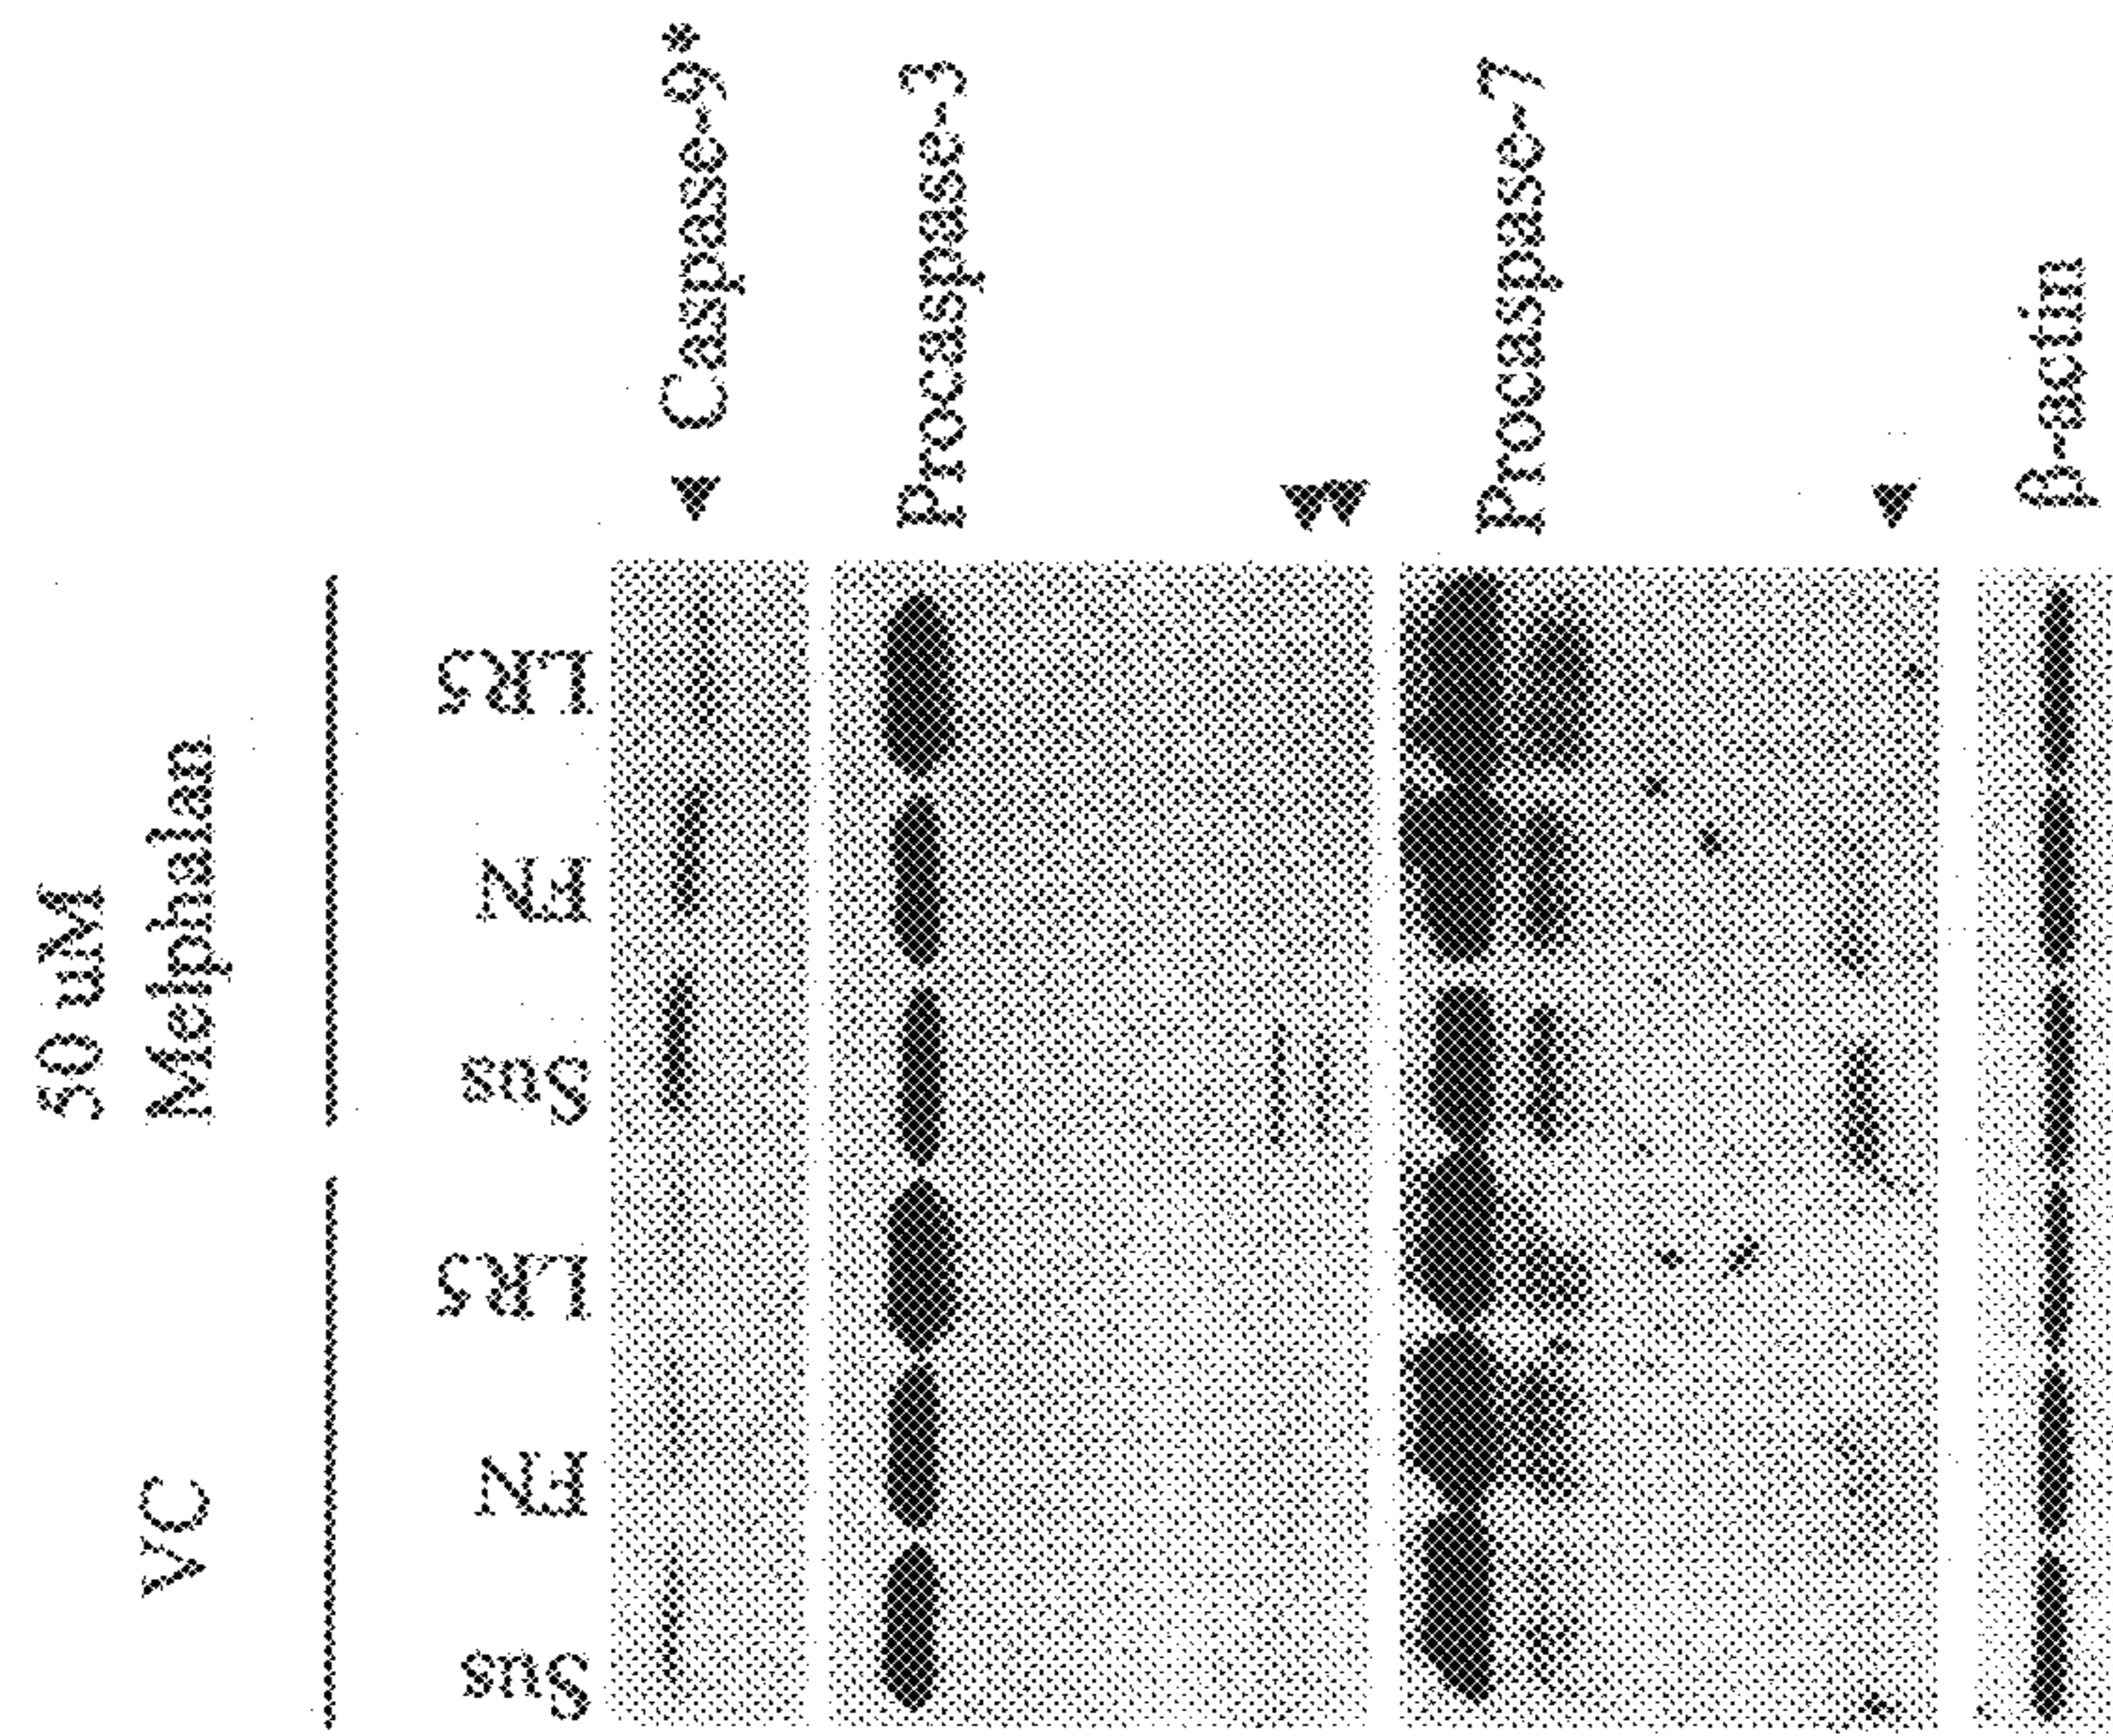 50 uM
VC Melphalan
Sus FN LR5 Sus FN LR5
Caspase-9*
Procaspase-3
Procaspase-7
β-actin